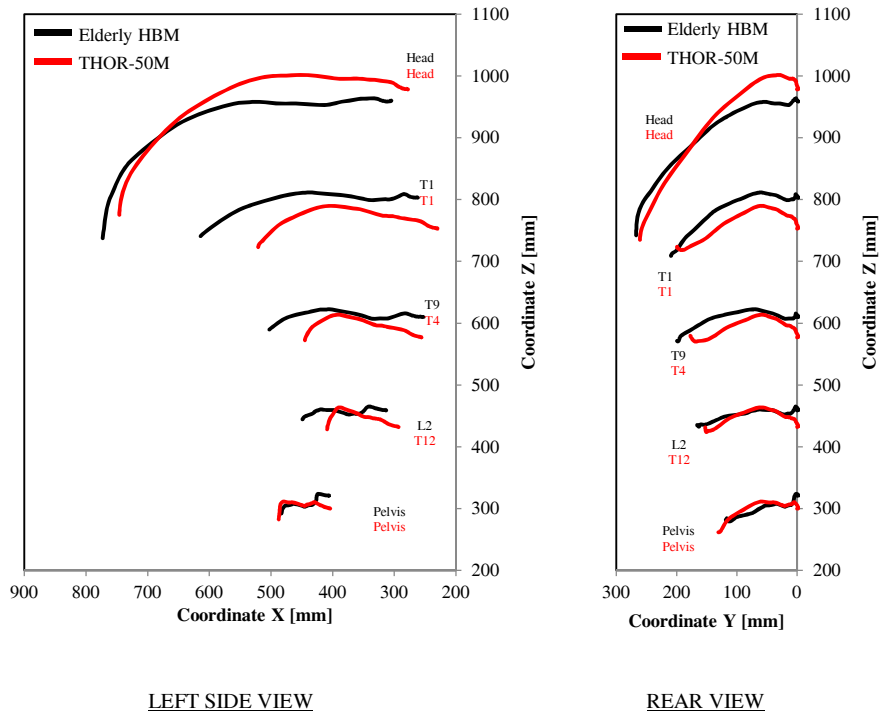 Elderly HBM
THOR-50M
Head
Head
T1
T1
T9
T4
L2
T12
Pelvis
Pelvis
1100
1000
900
800
700
600
500
400
300
200
Coordinate Z [mm]
900
800
700
600
500
400
300
200
Coordinate X [mm]
LEFT SIDE VIEW
Elderly HBM
THOR-50M
Head
Head
T1
T1
T9
T4
L2
T12
Pelvis
Pelvis
1100
1000
900
800
700
600
500
400
300
200
Coordinate Z [mm]
300
200
100
0
Coordinate Y [mm]
REAR VIEW